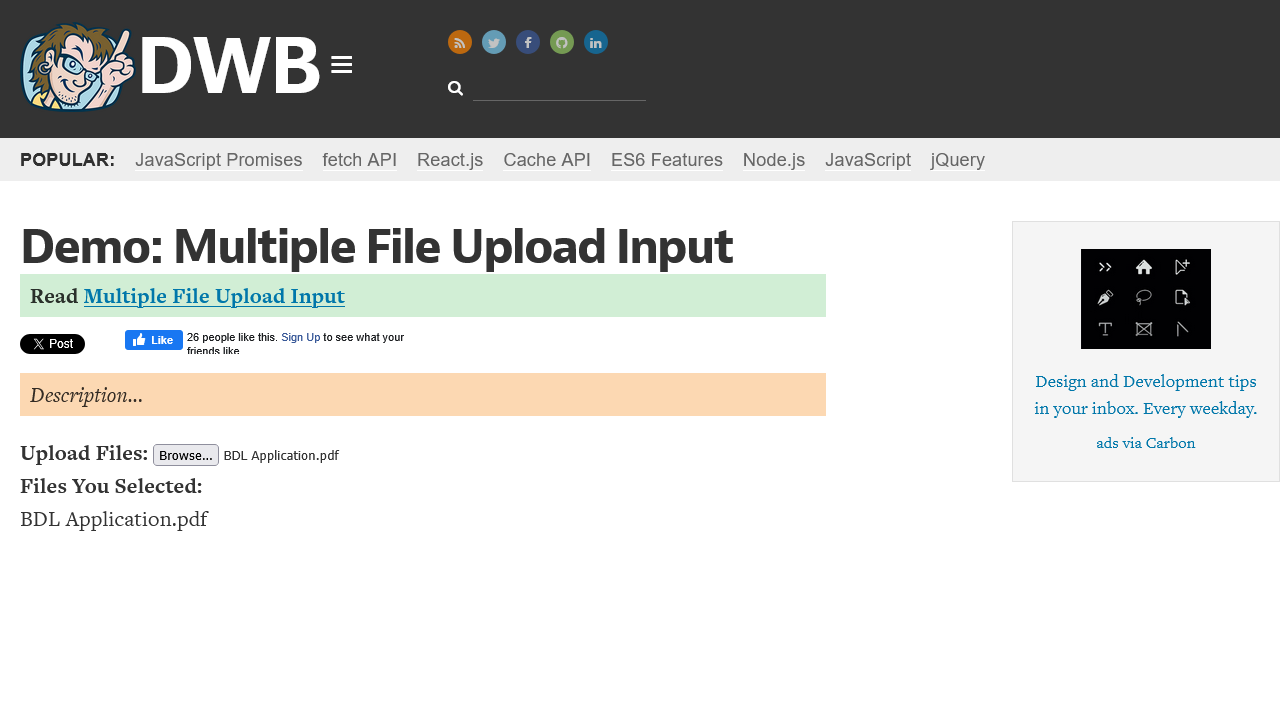 DWB
POPULAR: JavaScript Promises fetch API React.js Cache API ES6 Features Node.js JavaScript jQuery
Demo: Multiple File Upload Input
Read Multiple File Upload Input
Post
Like
26 people like this. Sign Up to see what your
friends like.
Description...
Upload Files: Browse... BDL Application.pdf
Files You Selected:
BDL Application.pdf
Design and Development tips
in your inbox. Every weekday.
ads via Carbon